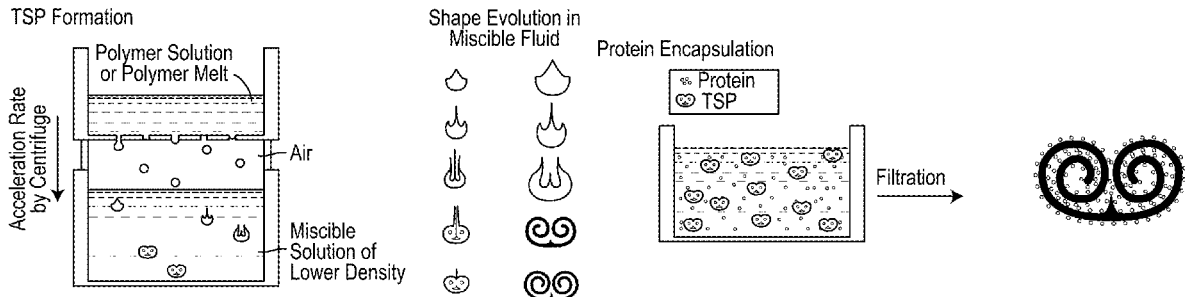 TSP Formation
Polymer Solution
or Polymer Melt
Acceleration Rate
by Centrifuge
Air
Miscible
Solution of
Lower Density
Shape Evolution in
Miscible Fluid
Protein Encapsulation
Protein
TSP
Filtration